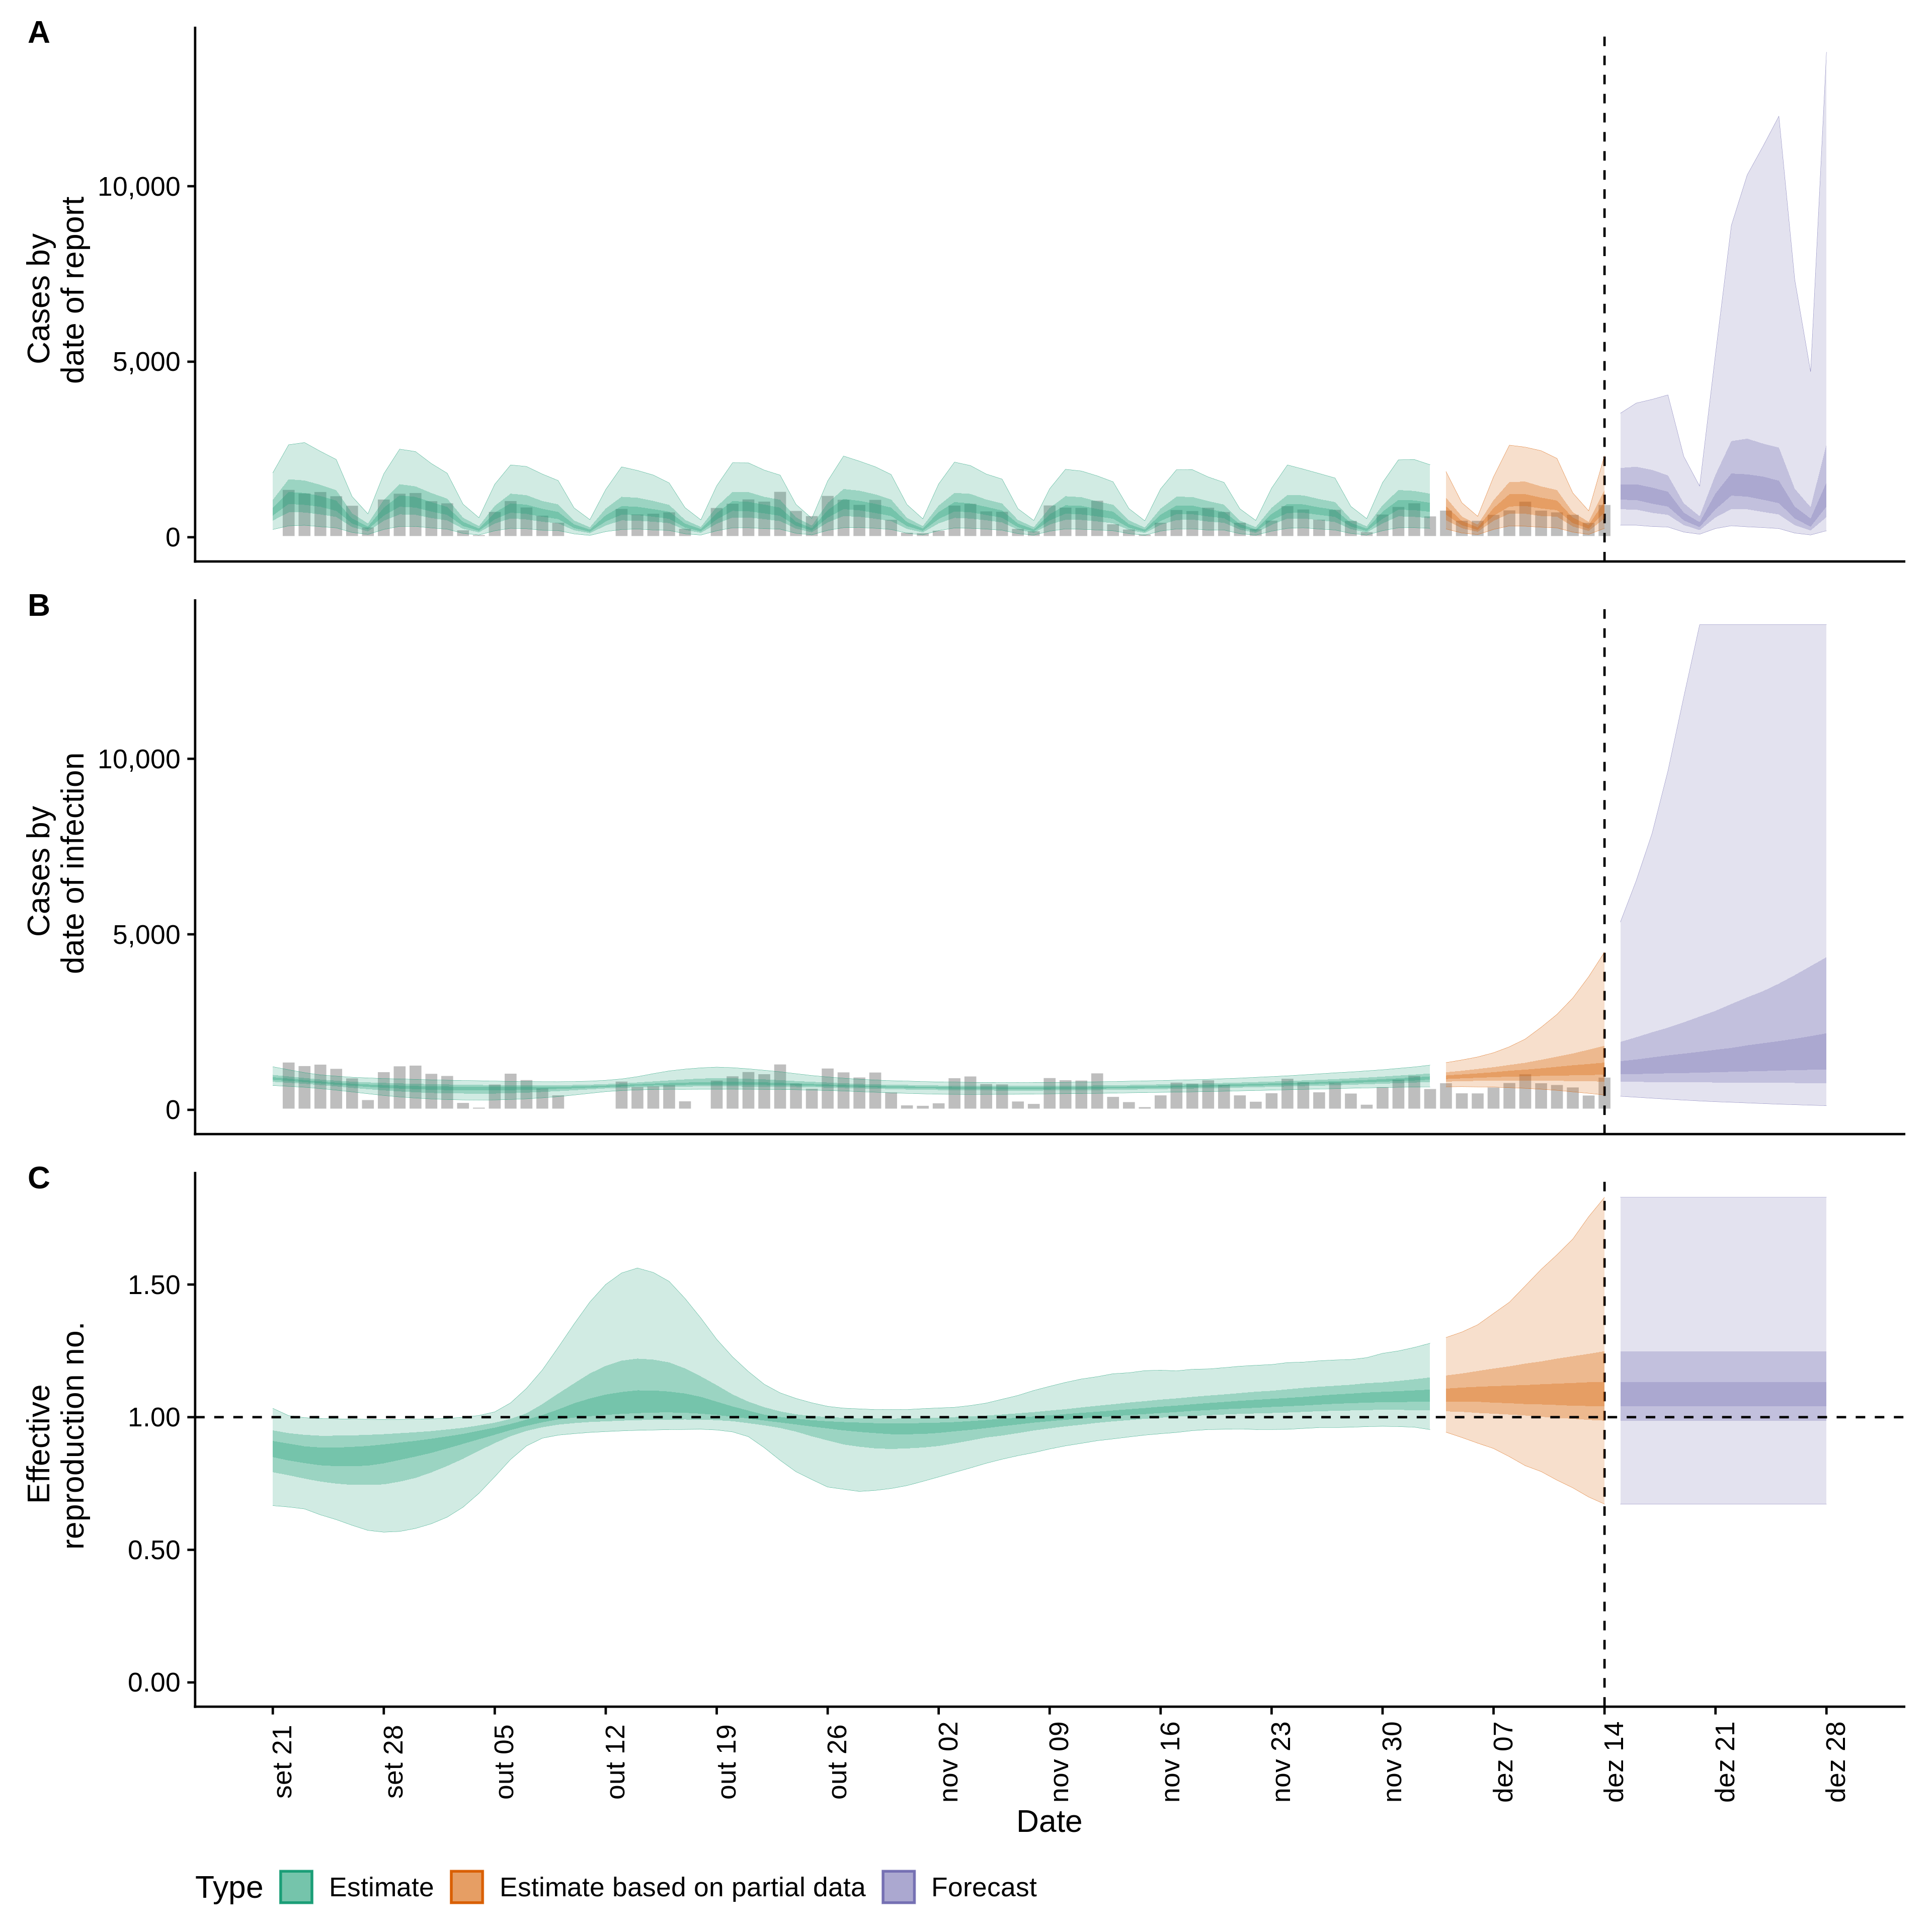 A
Cases by
date of report
10,000
5,000
0
B
Cases by
date of infection
10,000
5,000
0
C
Effective
reproduction no.
1.50
1.00
0.50
0.00
set 21
set 28
out 05
out 12
out 19
out 26
nov 02
nov 09
nov 16
nov 23
nov 30
dez 07
dez 14
dez 21
dez 28
Date
Type Estimate Estimate based on partial data Forecast